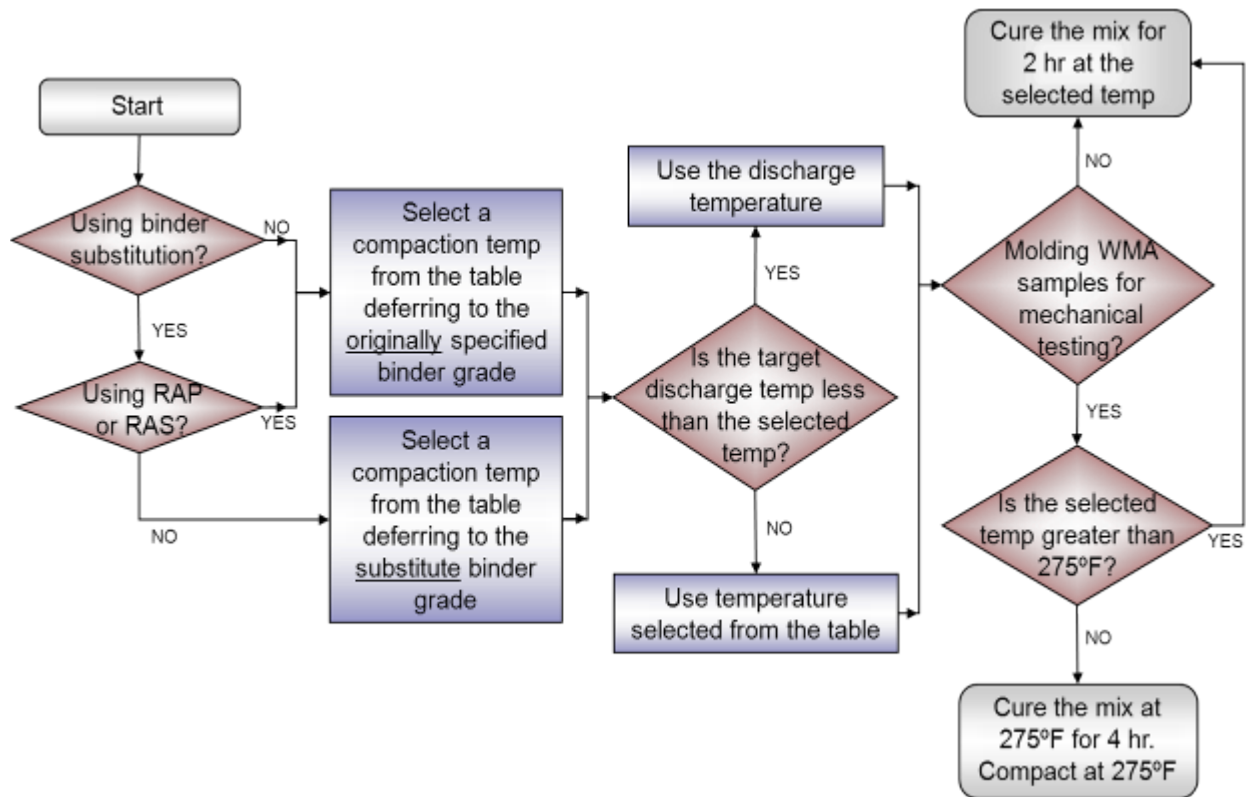 Start
Using binder
substitution?
NO
YES
Using RAP
or RAS?
YES
NO
Select a
compaction temp
from the table
deferring to the
originally specified
binder grade
Select a
compaction temp
from the table
deferring to the
substitute binder
grade
Use the discharge
temperature
YES
Is the target
discharge temp less
than the selected
temp?
NO
Use temperature
selected from the table
Cure the mix for
2 hr at the
selected temp
NO
Molding WMA
samples for
mechanical
testing?
YES
Is the selected
temp greater than
275ºF?
YES
NO
Cure the mix at
275ºF for 4 hr.
Compact at 275ºF